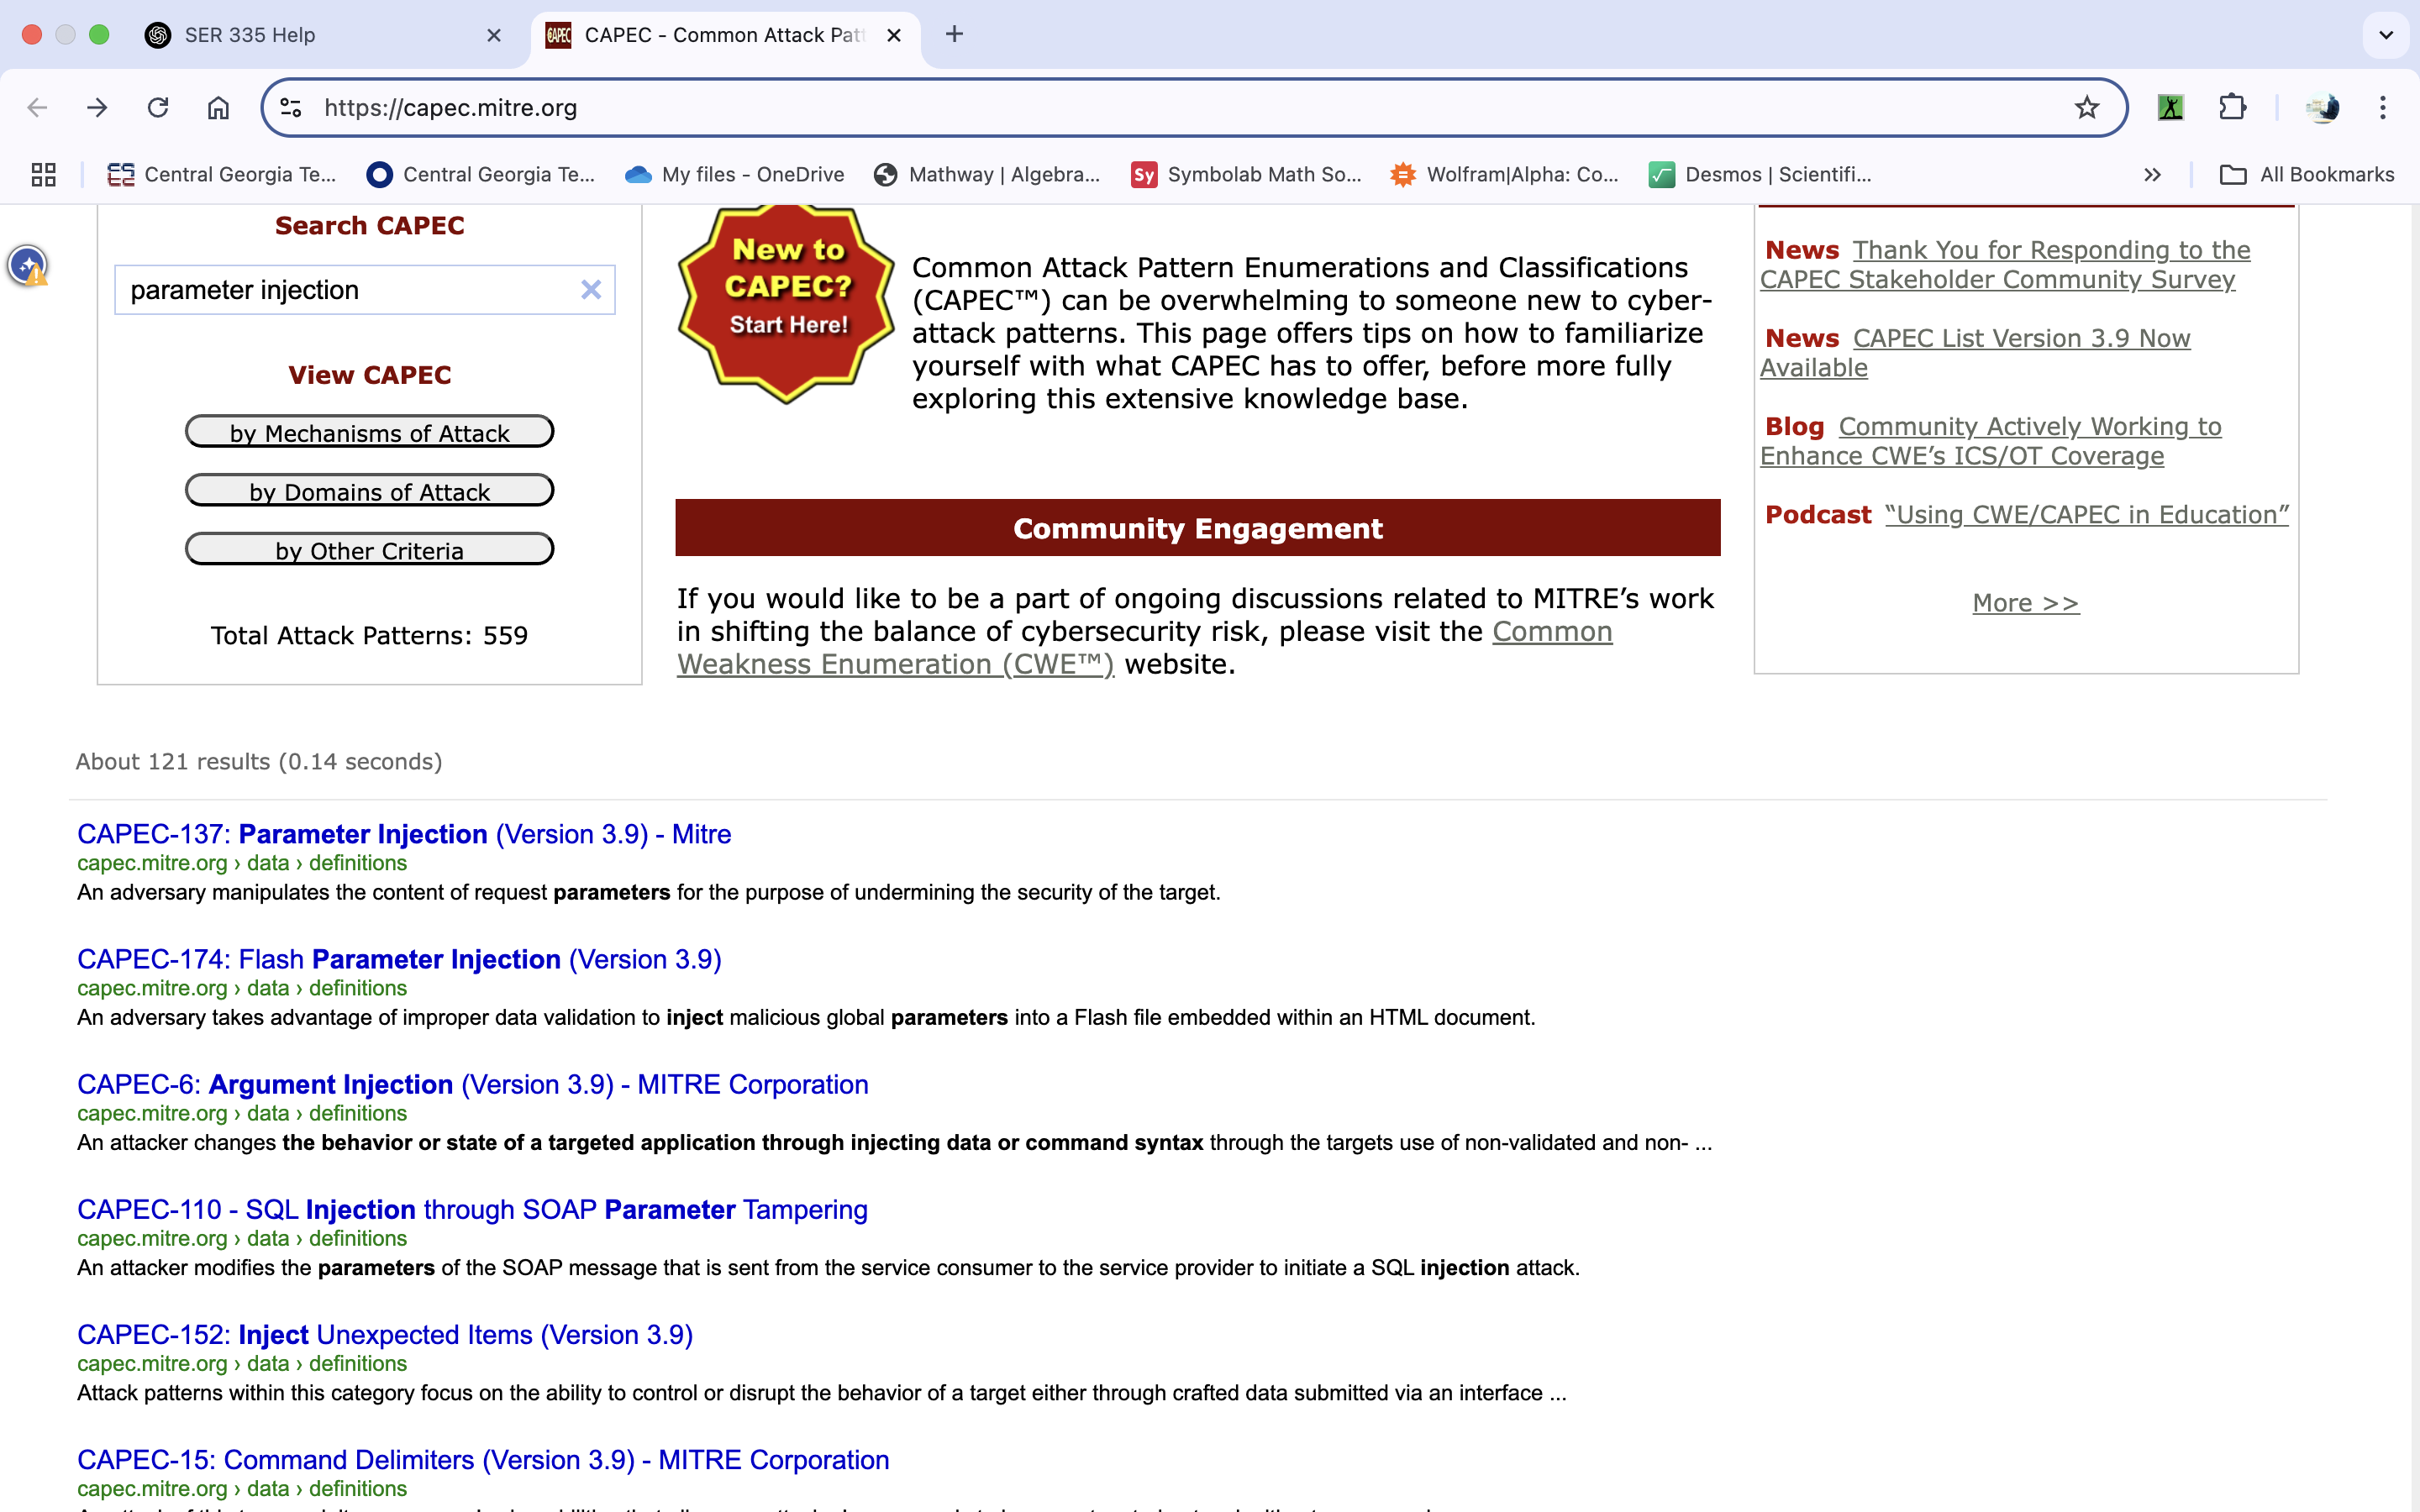 SER 335 Help
CAPEC - Common Attack Pat
https://capec.mitre.org
Central Georgia Te...
Central Georgia Te...
My files - OneDrive
Mathway | Algebra...
Sy
Symbolab Math So...
Wolfram|Alpha: Co...
Desmos | Scientifi...
All Bookmarks
Search CAPEC
parameter injection
View CAPEC
by Mechanisms of Attack
by Domains of Attack
by Other Criteria
Total Attack Patterns: 559
New to
CAPEC?
Start Here!
Common Attack Pattern Enumerations and Classifications
(CAPEC™) can be overwhelming to someone new to cyber-
attack patterns. This page offers tips on how to familiarize
yourself with what CAPEC has to offer, before more fully
exploring this extensive knowledge base.
Community Engagement
If you would like to be a part of ongoing discussions related to MITRE’s work
in shifting the balance of cybersecurity risk, please visit the Common
Weakness Enumeration (CWE™) website.
News Thank You for Responding to the
CAPEC Stakeholder Community Survey
News CAPEC List Version 3.9 Now
Available
Blog Community Actively Working to
Enhance CWE’s ICS/OT Coverage
Podcast “Using CWE/CAPEC in Education”
More >>
About 121 results (0.14 seconds)
CAPEC-137: Parameter Injection (Version 3.9) - Mitre
capec.mitre.org › data › definitions
An adversary manipulates the content of request parameters for the purpose of undermining the security of the target.
CAPEC-174: Flash Parameter Injection (Version 3.9)
capec.mitre.org › data › definitions
An adversary takes advantage of improper data validation to inject malicious global parameters into a Flash file embedded within an HTML document.
CAPEC-6: Argument Injection (Version 3.9) - MITRE Corporation
capec.mitre.org › data › definitions
An attacker changes the behavior or state of a targeted application through injecting data or command syntax through the targets use of non-validated and non- ...
CAPEC-110 - SQL Injection through SOAP Parameter Tampering
capec.mitre.org › data › definitions
An attacker modifies the parameters of the SOAP message that is sent from the service consumer to the service provider to initiate a SQL injection attack.
CAPEC-152: Inject Unexpected Items (Version 3.9)
capec.mitre.org › data › definitions
Attack patterns within this category focus on the ability to control or disrupt the behavior of a target either through crafted data submitted via an interface ...
CAPEC-15: Command Delimiters (Version 3.9) - MITRE Corporation
capec.mitre.org › data › definitions